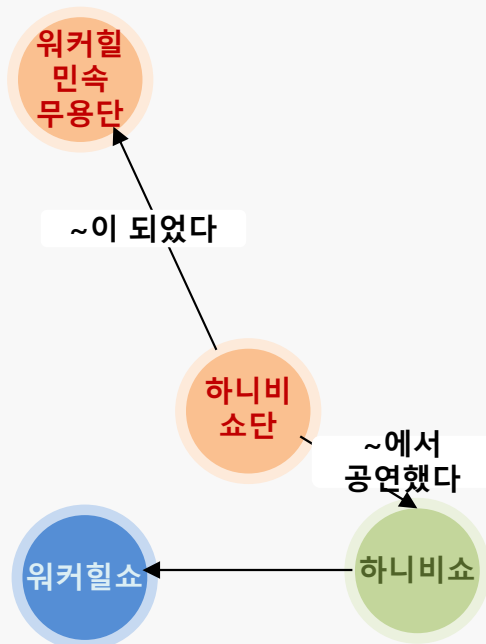 워커힐
민속
무용단
~이 되었다
하니비
쇼단
~에서
공연했다
워커힐쇼
하니비쇼